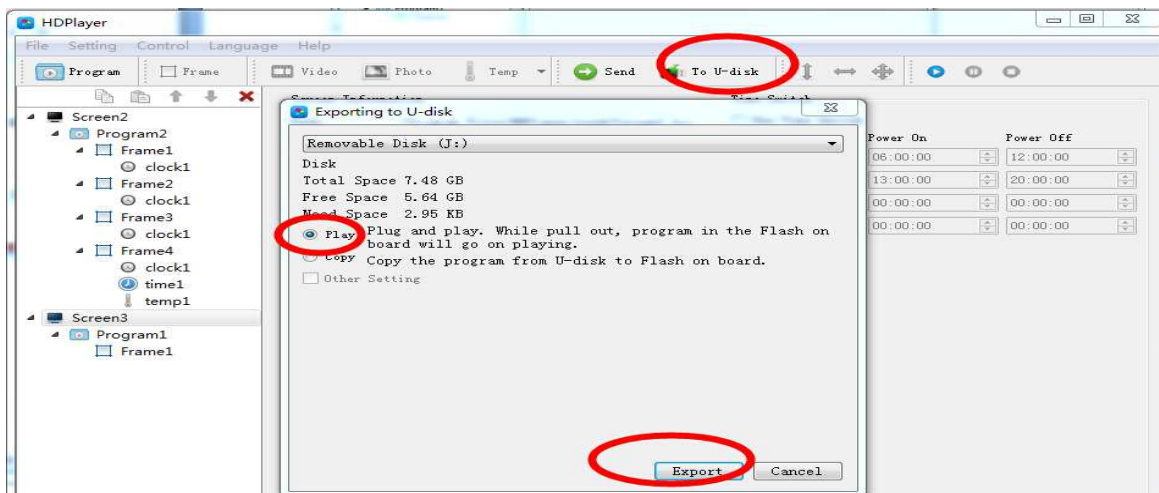 HDPlayer
File Setting Control Language Help
Program Frame Video Photo Temp Send To U-disk
Screen2
Program2
Frame1
clock1
Frame2
clock1
Frame3
clock1
Frame4
clock1
time1
temp1
Screen3
Program1
Frame1
Exporting to U-disk
Removable Disk (J:)
Disk
Total Space 7.48 GB
Free Space 5.64 GB
Need Space 2.95 KB
Play Plug and play. While pull out, program in the Flash on
board will go on playing.
Copy Copy the program from U-disk to Flash on board.
Other Setting
Export Cancel
Power On Power Off
06:00:00 12:00:00
13:00:00 20:00:00
00:00:00 00:00:00
00:00:00 00:00:00